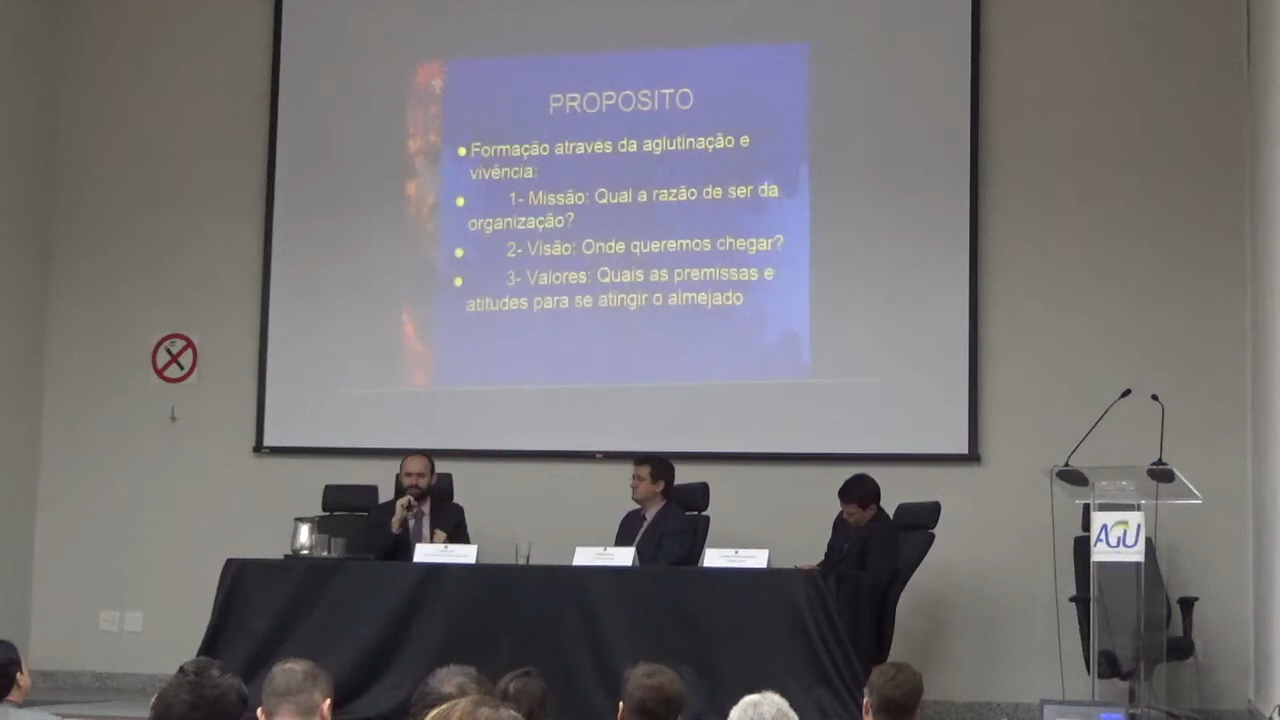 PROPOSITO
• Formação através da aglutinação e
vivência:
• 1- Missão: Qual a razão de ser da
organização?
• 2- Visão: Onde queremos chegar?
• 3- Valores: Quais as premissas e
atitudes para se atingir o almejado
AGU